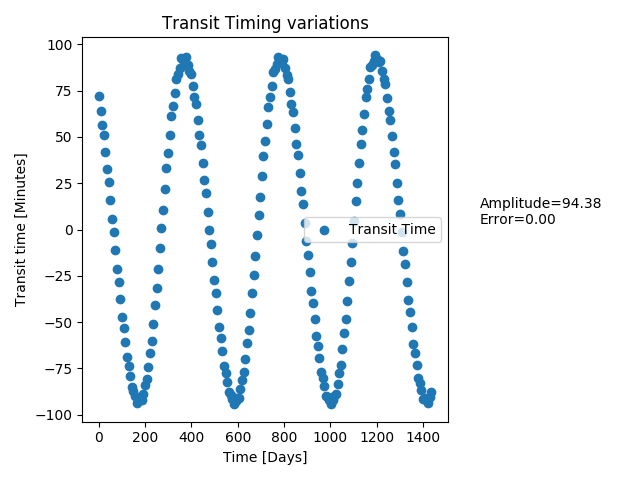 Transit Timing variations
100
75
50
25
0
−25
−50
−75
−100
Transit time [Minutes]
Transit Time
Amplitude=94.38
Error=0.00
0 200 400 600 800 1000 1200 1400
Time [Days]